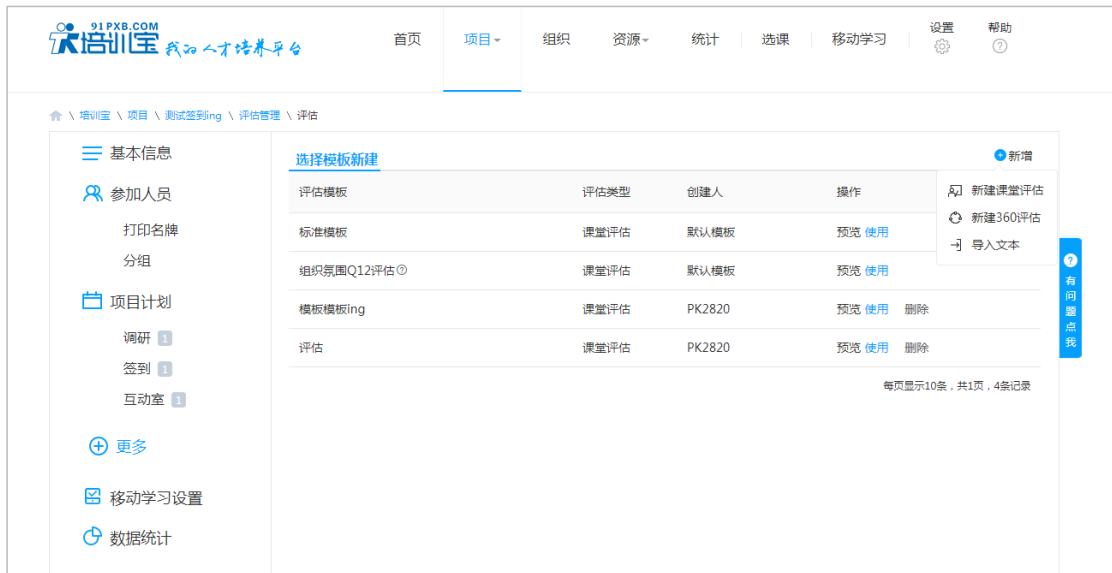 91PXB.COM
培训宝 我的人才培养平台
首页 项目 组织 资源 统计 选课 移动学习 设置 帮助
\ 培训宝 \ 项目 \ 测试签到ing \ 评估管理 \ 评估
基本信息
参加人员
打印名牌
分组
项目计划
调研 1
签到 1
互动室 1
更多
移动学习设置
数据统计
选择模板新建
新增
评估模板 评估类型 创建人 操作
标准模板 课堂评估 默认模板 预览 使用
组织氛围Q12评估 课堂评估 默认模板 预览 使用
模板模板ing 课堂评估 PK2820 预览 使用 删除
评估 课堂评估 PK2820 预览 使用 删除
每页显示10条，共1页，4条记录
新建课堂评估
新建360评估
导入文本
有问题点我